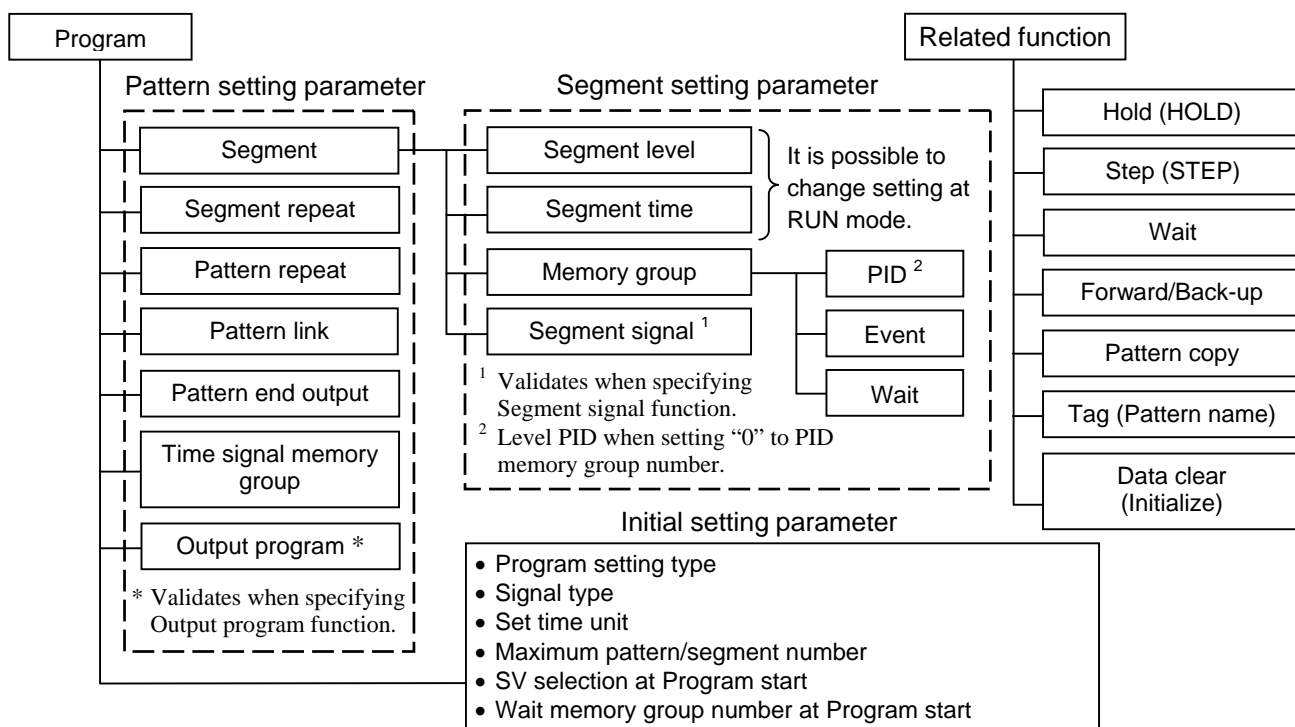 Program
Related function
Pattern setting parameter
Segment
Segment repeat
Pattern repeat
Pattern link
Pattern end output
Time signal memory
group
Output program *
* Validates when specifying
Output program function.
Segment setting parameter
Segment level
Segment time
Memory group
Segment signal 1
It is possible to
change setting at
RUN mode.
PID 2
Event
Wait
1 Validates when specifying
Segment signal function.
2 Level PID when setting “0” to PID
memory group number.
Hold (HOLD)
Step (STEP)
Wait
Forward/Back-up
Pattern copy
Tag (Pattern name)
Data clear
(Initialize)
Initial setting parameter
• Program setting type
• Signal type
• Set time unit
• Maximum pattern/segment number
• SV selection at Program start
• Wait memory group number at Program start